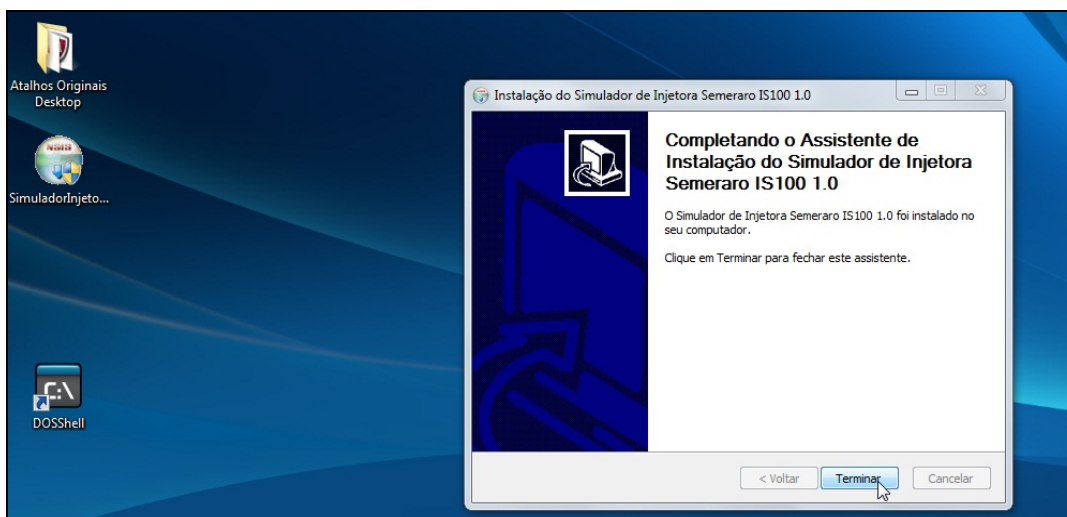 Atalhos Originais
Desktop
NSIS
SimuladorInjeto...
C:\
DOSShell
Instalação do Simulador de Injetora Semeraro IS100 1.0
Completando o Assistente de
Instalação do Simulador de Injetora
Semeraro IS100 1.0
O Simulador de Injetora Semeraro IS100 1.0 foi instalado no
seu computador.
Clique em Terminar para fechar este assistente.
< Voltar
Terminar
Cancelar